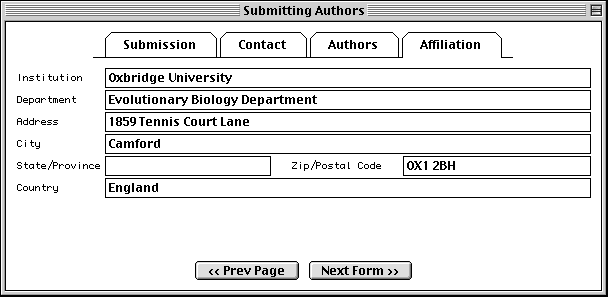 Submitting Authors
Submission Contact Authors Affiliation
Institution Oxbridge University
Department Evolutionary Biology Department
Address 1859 Tennis Court Lane
City Camford
State/Province Zip/Postal Code OX1 2BH
Country England
<< Prev Page Next Form >>